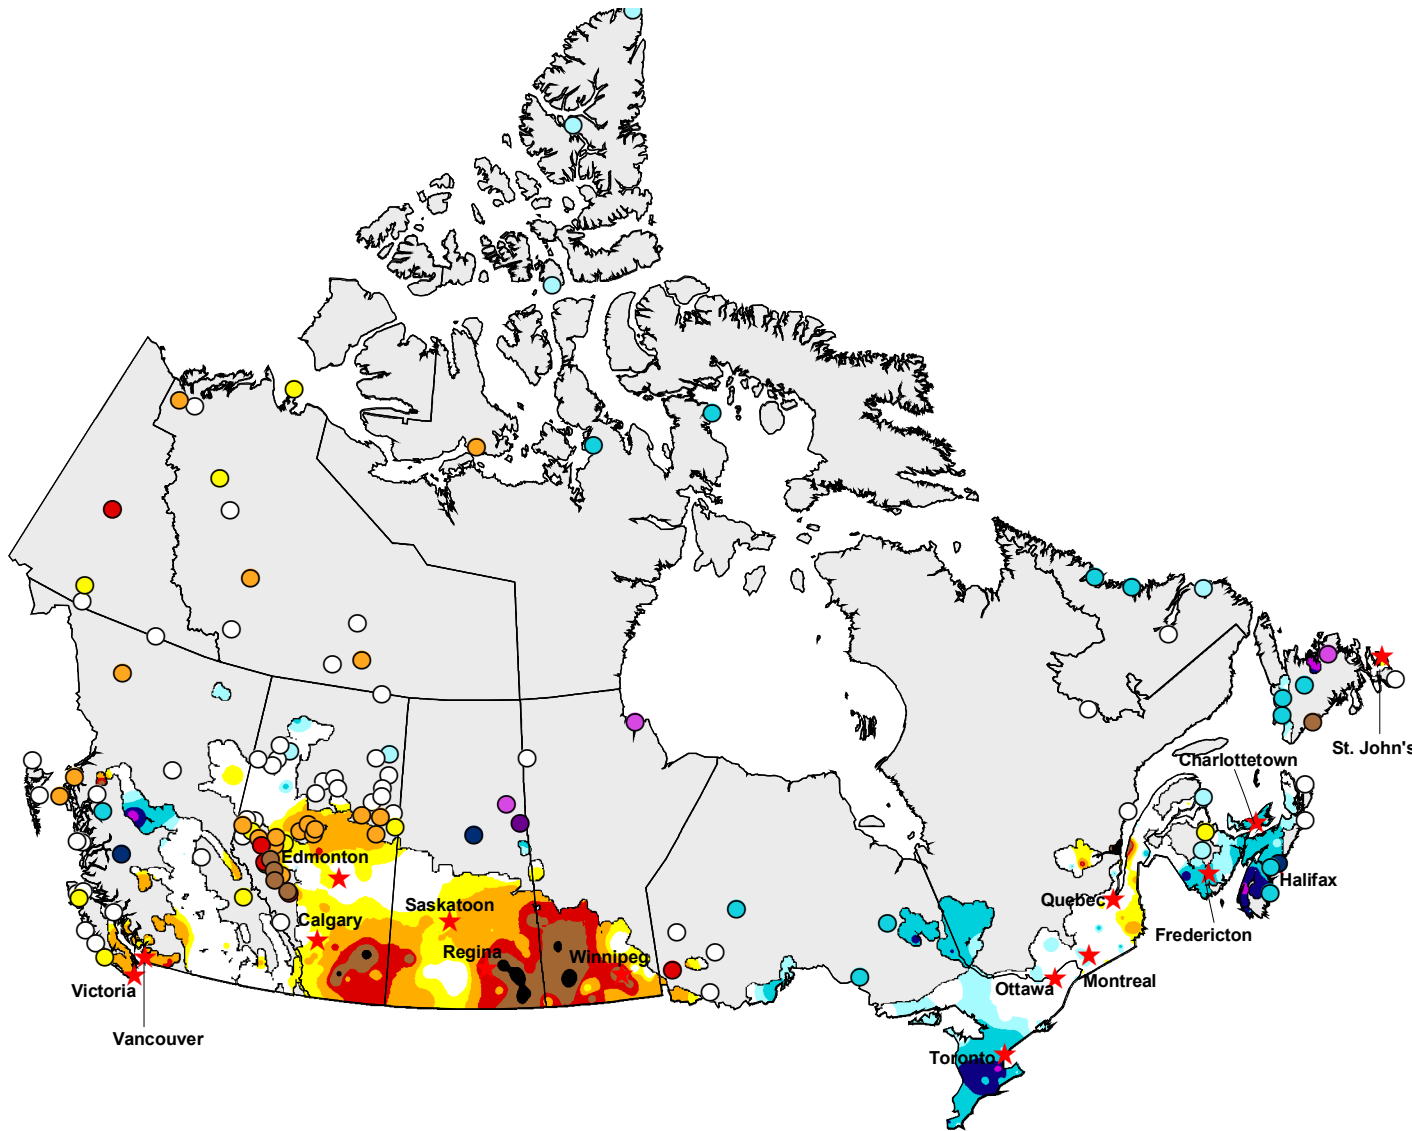 St. John's
Charlottetown
Edmonton
Halifax
Quebec
Saskatoon
Calgary
Fredericton
Regina
Winnipeg
Montreal
Ottawa
Victoria
Vancouver
Toronto